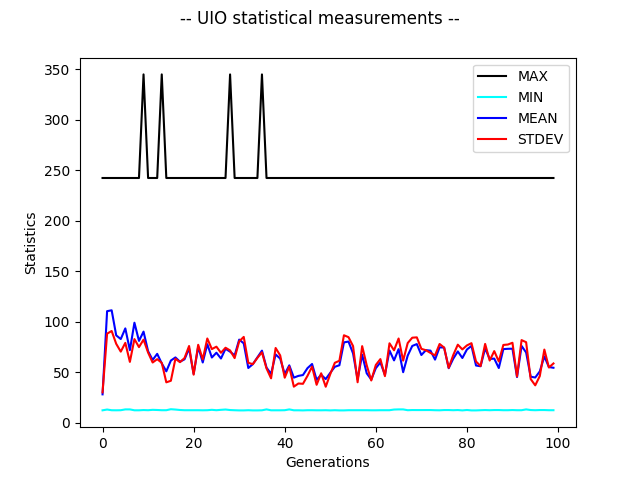 -- UIO statistical measurements --
350
300
250
200
150
100
50
0
Statistics
MAX
MIN
MEAN
STDEV
0 20 40 60 80 100
Generations